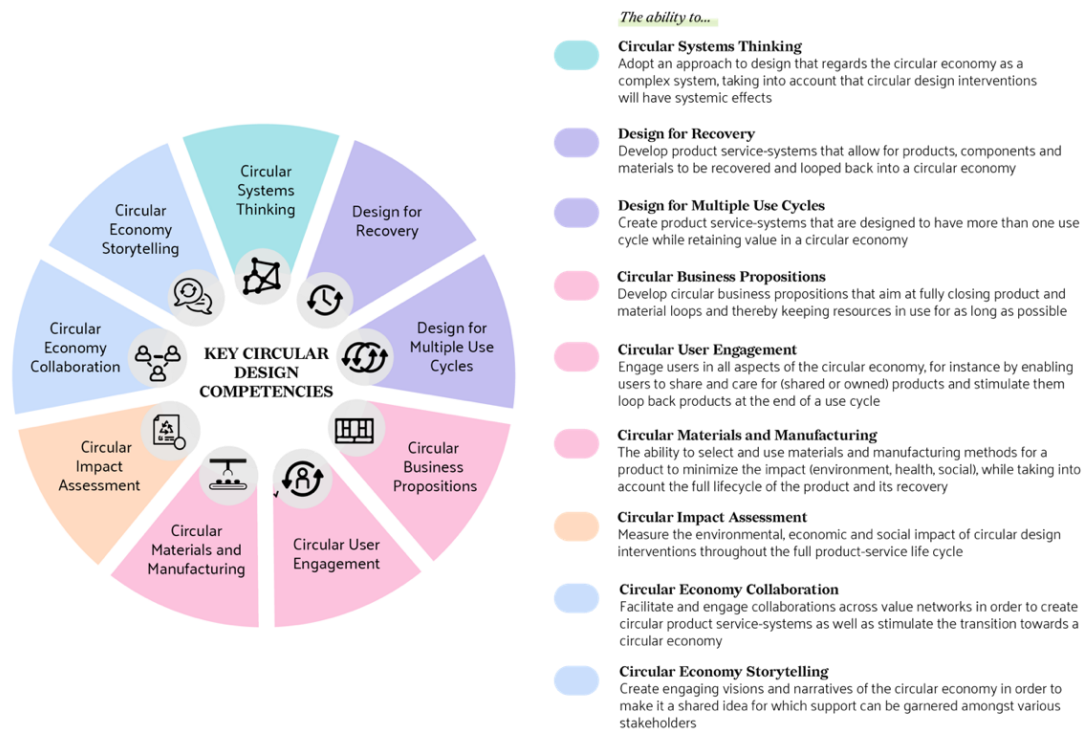 Circular
Systems
Thinking
Design for
Recovery
Design for
Multiple Use
Cycles
Circular
Business
Propositions
Circular User
Engagement
Circular
Materials and
Manufacturing
Circular
Impact
Assessment
Circular
Economy
Collaboration
Circular
Economy
Storytelling
KEY CIRCULAR
DESIGN
COMPETENCIES
The ability to...
Circular Systems Thinking
Adopt an approach to design that regards the circular economy as a
complex system, taking into account that circular design interventions
will have systemic effects
Design for Recovery
Develop product service-systems that allow for products, components and
materials to be recovered and looped back into a circular economy
Design for Multiple Use Cycles
Create product service-systems that are designed to have more than one use
cycle while retaining value in a circular economy
Circular Business Propositions
Develop circular business propositions that aim at fully closing product and
material loops and thereby keeping resources in use for as long as possible
Circular User Engagement
Engage users in all aspects of the circular economy, for instance by enabling
users to share and care for (shared or owned) products and stimulate them
loop back products at the end of a use cycle
Circular Materials and Manufacturing
The ability to select and use materials and manufacturing methods for a
product to minimize the impact (environment, health, social), while taking into
account the full lifecycle of the product and its recovery
Circular Impact Assessment
Measure the environmental, economic and social impact of circular design
interventions throughout the full product-service life cycle
Circular Economy Collaboration
Facilitate and engage collaborations across value networks in order to create
circular product service-systems as well as stimulate the transition towards a
circular economy
Circular Economy Storytelling
Create engaging visions and narratives of the circular economy in order to
make it a shared idea for which support can be garnered amongst various
stakeholders